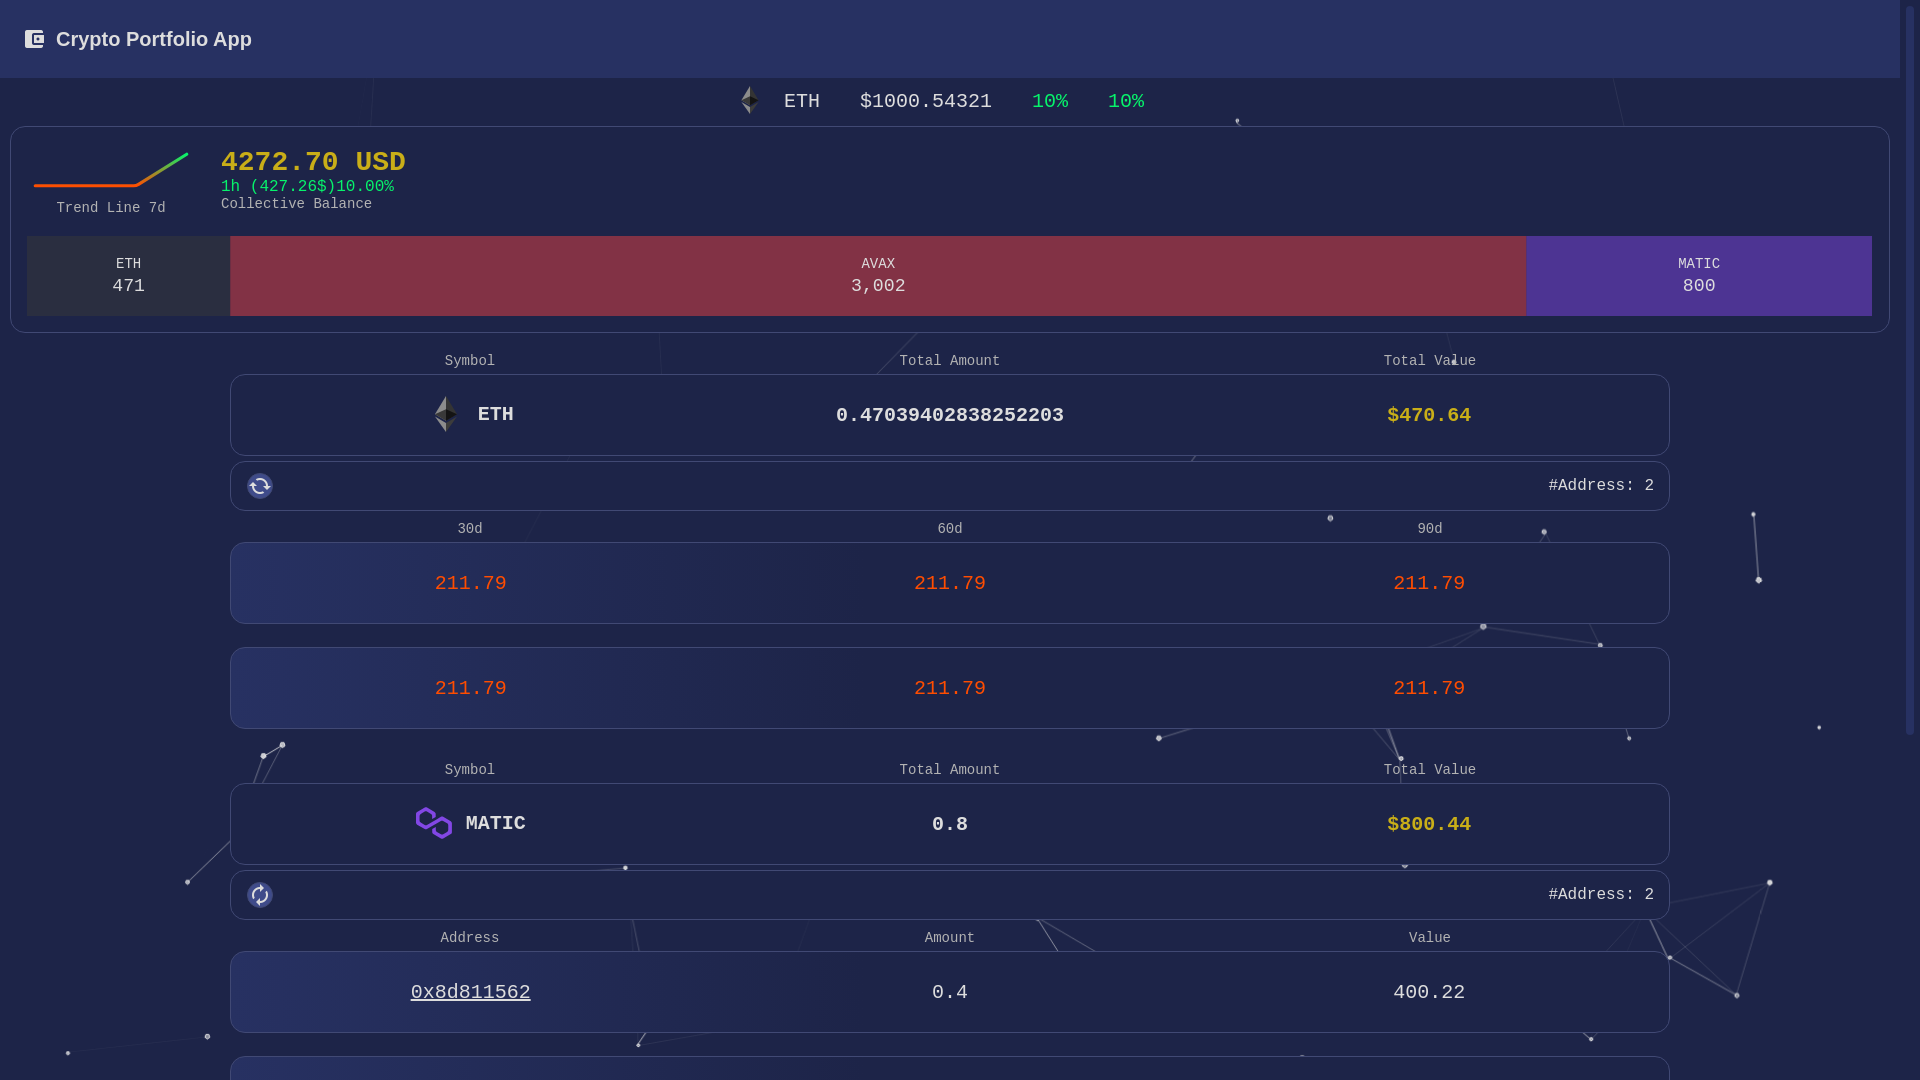 Crypto Portfolio App
ETH $1000.54321 10% 10%
4272.70 USD
1h (427.26$)10.00%
Collective Balance
Trend Line 7d
ETH AVAX MATIC
471 3,002 800
Symbol Total Amount Total Value
ETH 0.47039402838252203 $470.64
#Address: 2
30d 60d 90d
211.79 211.79 211.79
211.79 211.79 211.79
Symbol Total Amount Total Value
MATIC 0.8 $800.44
#Address: 2
Address Amount Value
0x8d811562 0.4 400.22